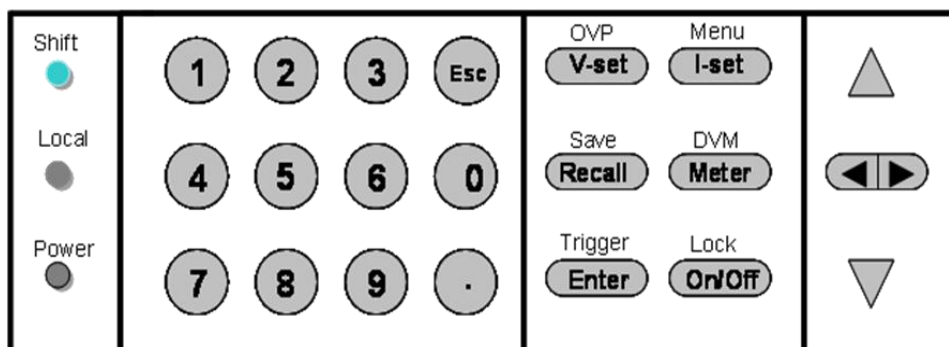 Shift
Local
Power
1 2 3 Esc
4 5 6 0
7 8 9 .
OVP Menu
V-set I-set
Save DVM
Recall Meter
Trigger Lock
Enter On/Off